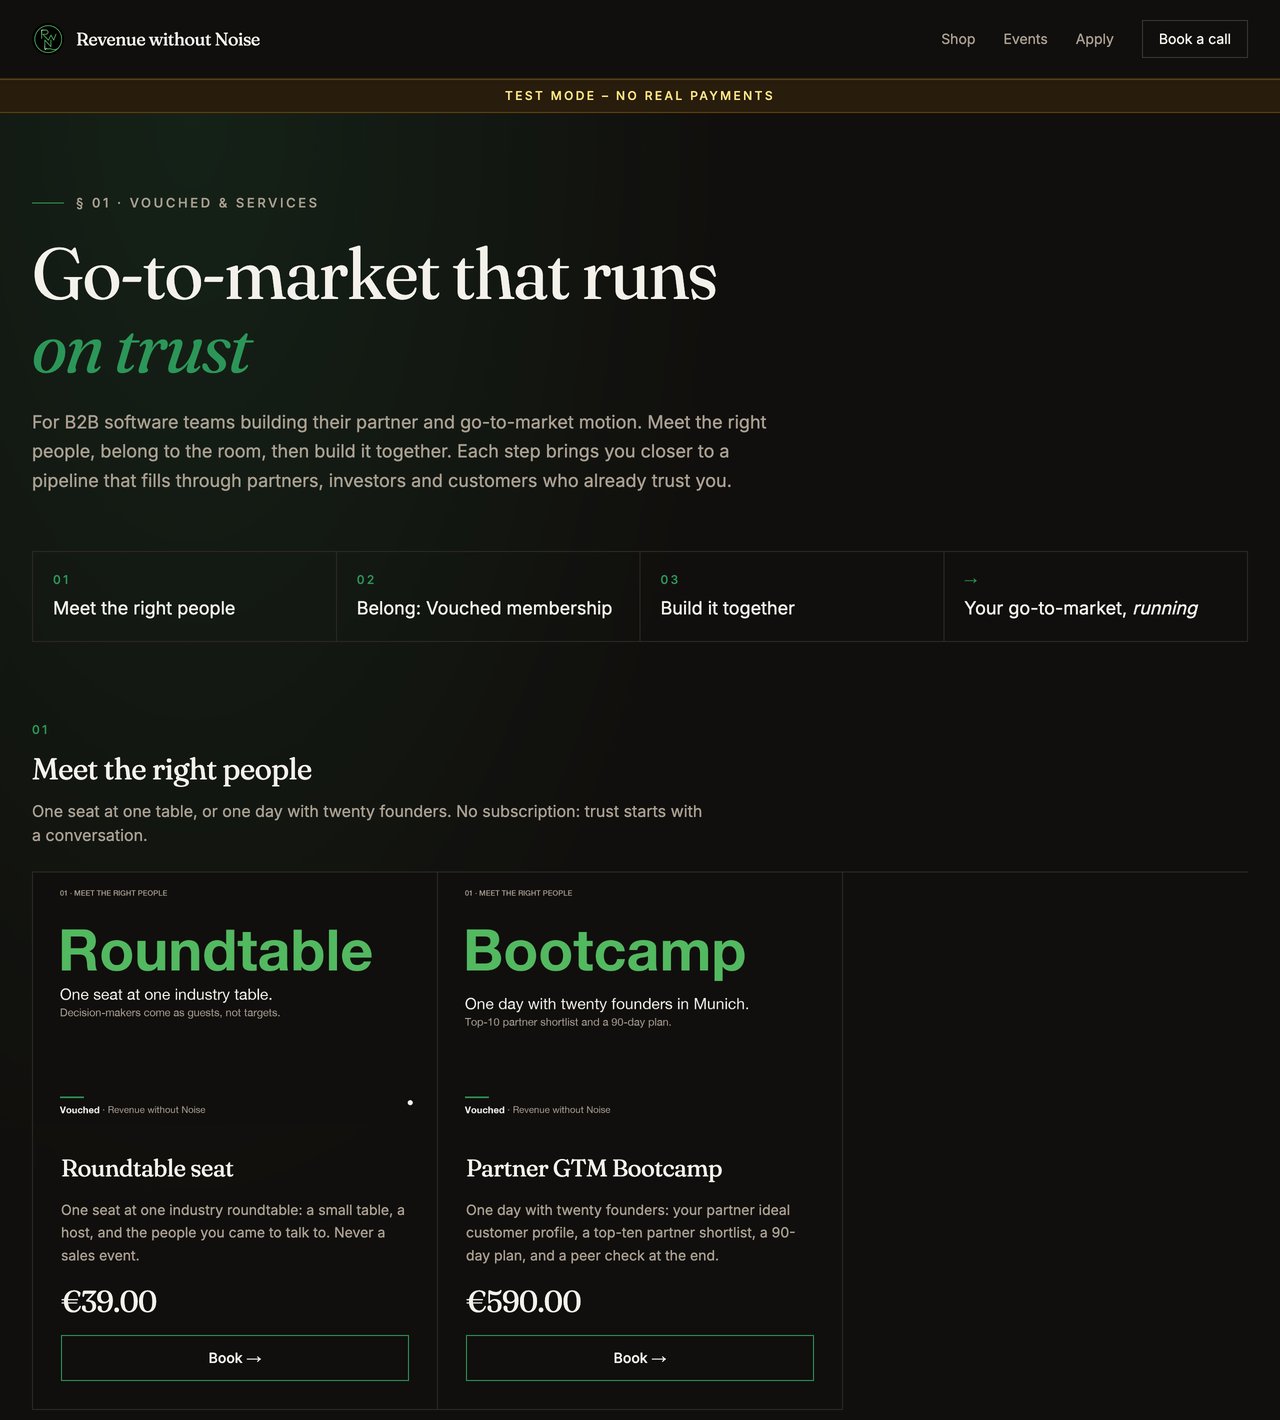 Revenue without Noise
Shop
Events
Apply
Book a call
TEST MODE – NO REAL PAYMENTS
§ 01 · VOUCHED & SERVICES
Go-to-market that runs
on trust
For B2B software teams building their partner and go-to-market motion. Meet the right
people, belong to the room, then build it together. Each step brings you closer to a
pipeline that fills through partners, investors and customers who already trust you.
01
Meet the right people
02
Belong: Vouched membership
03
Build it together
→
Your go-to-market, running
01
Meet the right people
One seat at one table, or one day with twenty founders. No subscription: trust starts with
a conversation.
01 · MEET THE RIGHT PEOPLE
Roundtable
One seat at one industry table.
Decision-makers come as guests, not targets.
Vouched · Revenue without Noise
Roundtable seat
One seat at one industry roundtable: a small table, a
host, and the people you came to talk to. Never a
sales event.
€39.00
Book →
01 · MEET THE RIGHT PEOPLE
Bootcamp
One day with twenty founders in Munich.
Top-10 partner shortlist and a 90-day plan.
Vouched · Revenue without Noise
Partner GTM Bootcamp
One day with twenty founders: your partner ideal
customer profile, a top-ten partner shortlist, a 90-
day plan, and a peer check at the end.
€590.00
Book →